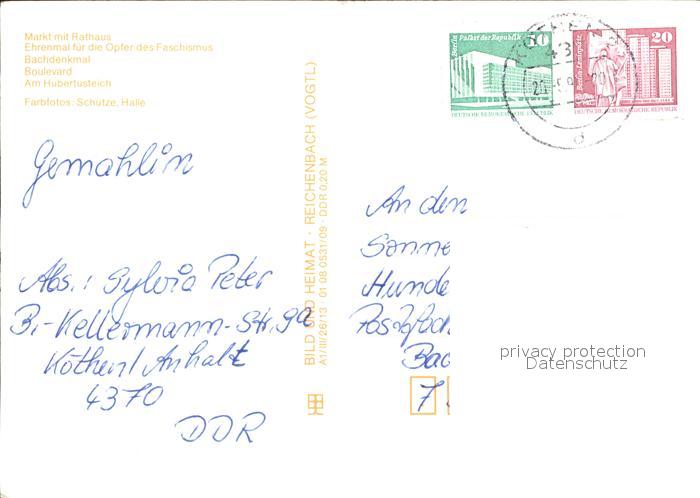 Markt mit Rathaus
Ehrenmal für die Opfer des Faschismus
Bachdenkmal
Boulevard
Am Hubertusteich
Farbfotos: Schütze, Halle
Gemahlin
Abs.: Sylvia Peter
B.-Kellermann-Str. 9a
Köthen/Anhalt
4370
DDR
BILD UND HEIMAT · REICHENBACH (VOGTL)
A1/III/26/13 01 08 0531/09 · DDR 0,20 M
Berlin, Palast der Republik
10
DEUTSCHE DEMOKRATISCHE REPUBLIK
Berlin, Leninplatz
20
DEUTSCHE DEMOKRATISCHE REPUBLIK
An den
Hunde
Bad
7
privacy protection
Datenschutz